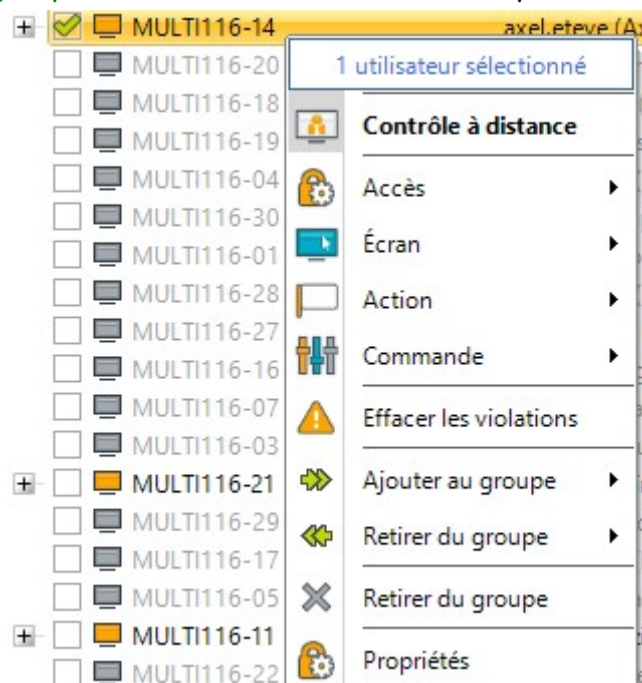 MULTI116-14 axel.eteve (A
MULTI116-20
1 utilisateur sélectionné
MULTI116-18
MULTI116-19
Contrôle à distance
MULTI116-04
Accès
MULTI116-30
MULTI116-01
Écran
MULTI116-28
Action
MULTI116-27
MULTI116-16
Commande
MULTI116-07
Effacer les violations
MULTI116-03
MULTI116-21
Ajouter au groupe
MULTI116-29
Retirer du groupe
MULTI116-17
MULTI116-05
Retirer du groupe
MULTI116-11
MULTI116-22
Propriétés